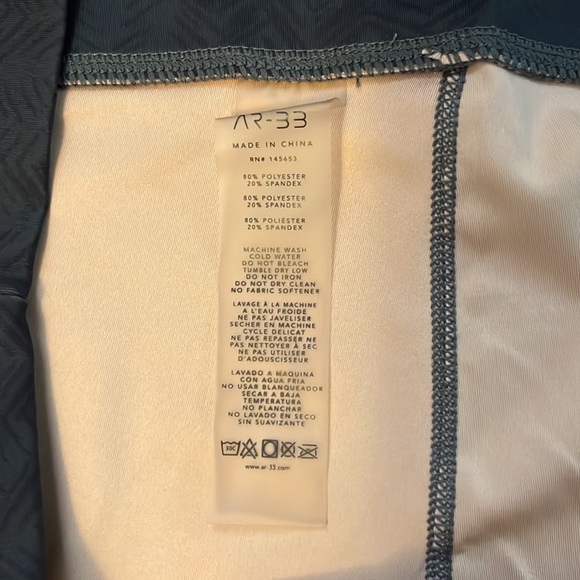 AR-33
MADE IN CHINA
RN# 145653
80% POLYESTER
20% SPANDEX
80% POLYESTER
20% SPANDEX
80% POLIÉSTER
20% SPANDEX
MACHINE WASH
COLD WATER
DO NOT BLEACH
TUMBLE DRY LOW
DO NOT IRON
DO NOT DRY CLEAN
NO FABRIC SOFTENER
LAVAGE À LA MACHINE
A L'EAU FROIDE
NE PAS JAVELISER
SECHER EN MACHINE
CYCLE DELICAT
NE PAS REPASSER NE
PAS NETTOYER À SEC
NE PAS UTILISER
D'ADOUSCISSEUR
LAVADO A MAQUINA
CON AGUA FRIA
NO USAR BLANQUEADOR
SECAR A BAJA
TEMPERATURA
NO PLANCHAR
NO LAVADO EN SECO
SIN SUAVIZANTE
30C
www.ar-33.com